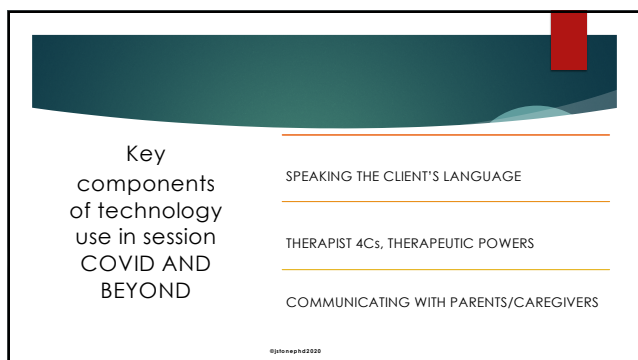 Key
components
of technology
use in session
COVID AND
BEYOND
SPEAKING THE CLIENT'S LANGUAGE
THERAPIST 4Cs, THERAPEUTIC POWERS
COMMUNICATING WITH PARENTS/CAREGIVERS
©jstonephd2020